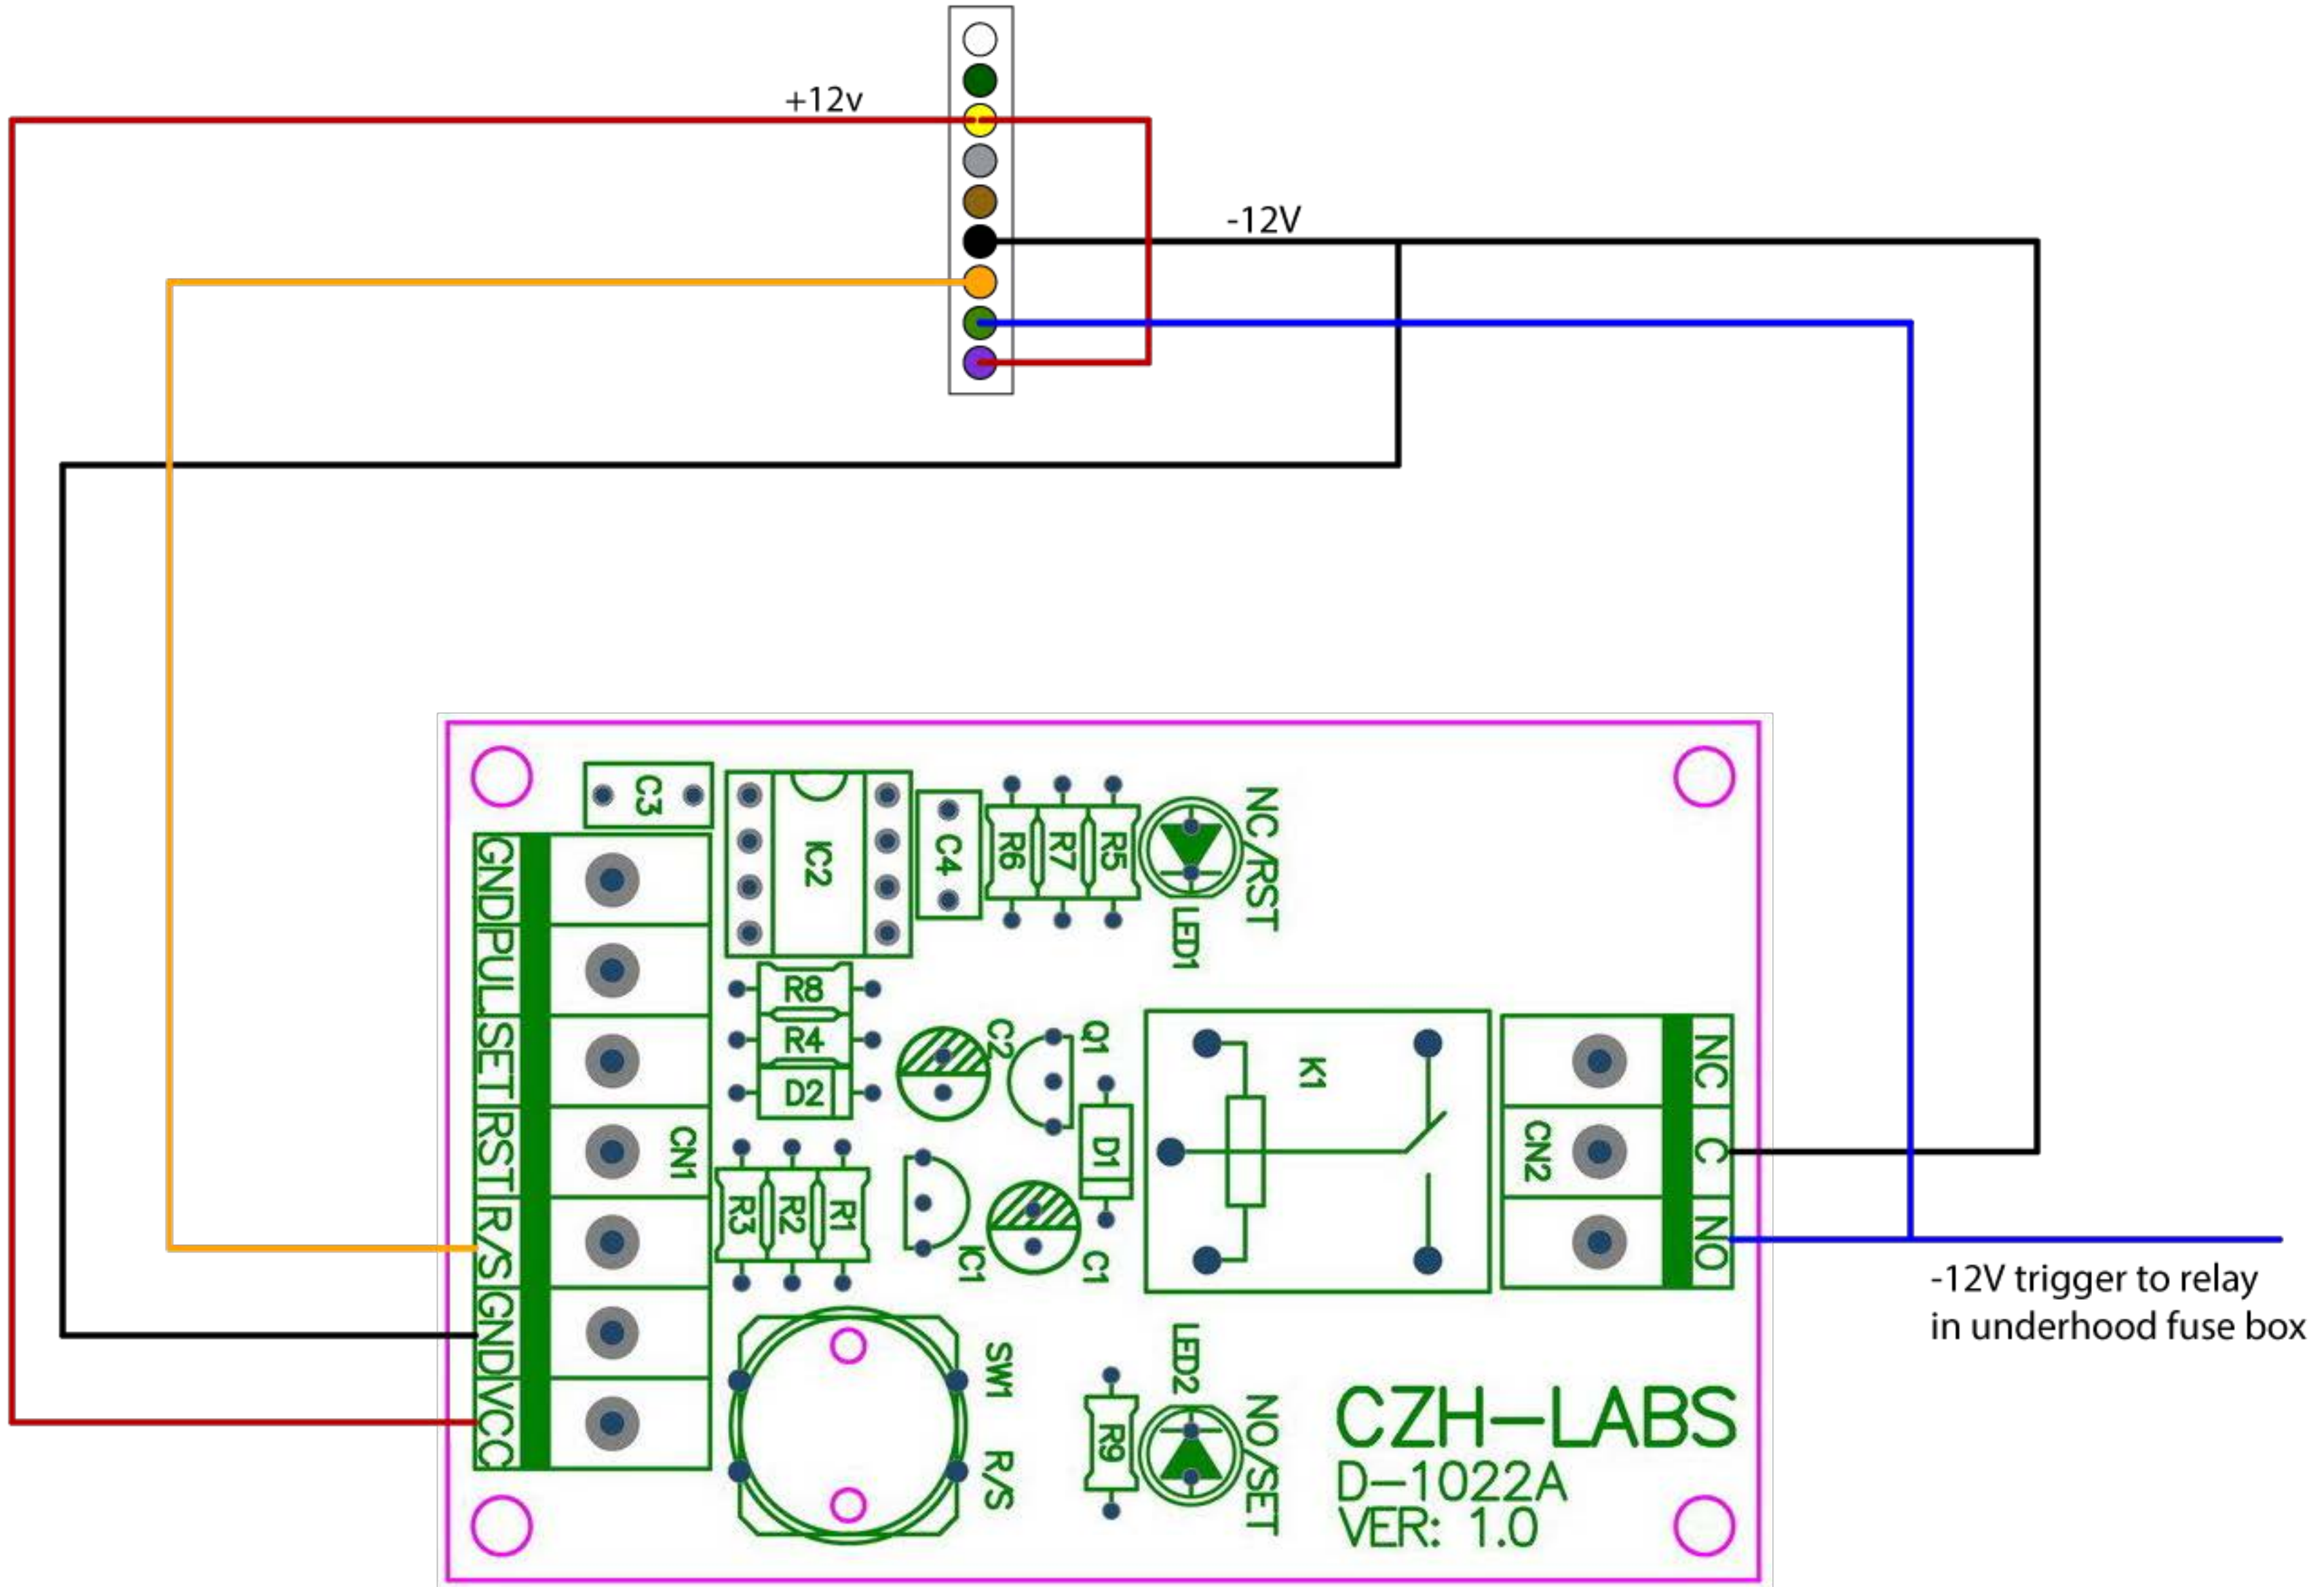 +12v
-12V
C3
IC2
C4
R6
R7
R5
NC/RST
LED1
GND
PUL
SET
RST
R/S
GND
VCC
CN1
R8
R4
D2
C2
Q1
K1
D1
R3
R2
R1
IC1
C1
NC
C
NO
CN2
-12V trigger to relay
in underhood fuse box
SW1 R/S
LED2
R9
NO/SET
CZH-LABS
D-1022A
VER: 1.0